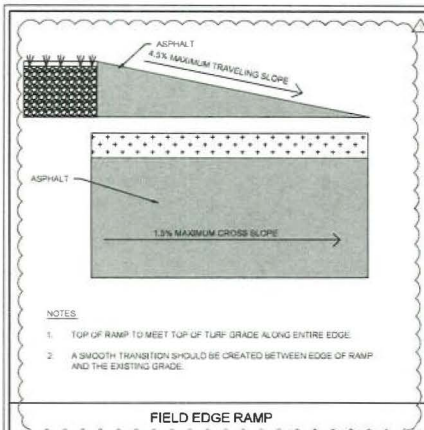 ASPHALT
4.5% MAXIMUM TRAVELING SLOPE
ASPHALT
1.5% MAXIMUM CROSS SLOPE
NOTES
1. TOP OF RAMP TO MEET TOP OF TURF GRADE ALONG ENTIRE EDGE.
2. A SMOOTH TRANSITION SHOULD BE CREATED BETWEEN EDGE OF RAMP
AND THE EXISTING GRADE.
FIELD EDGE RAMP